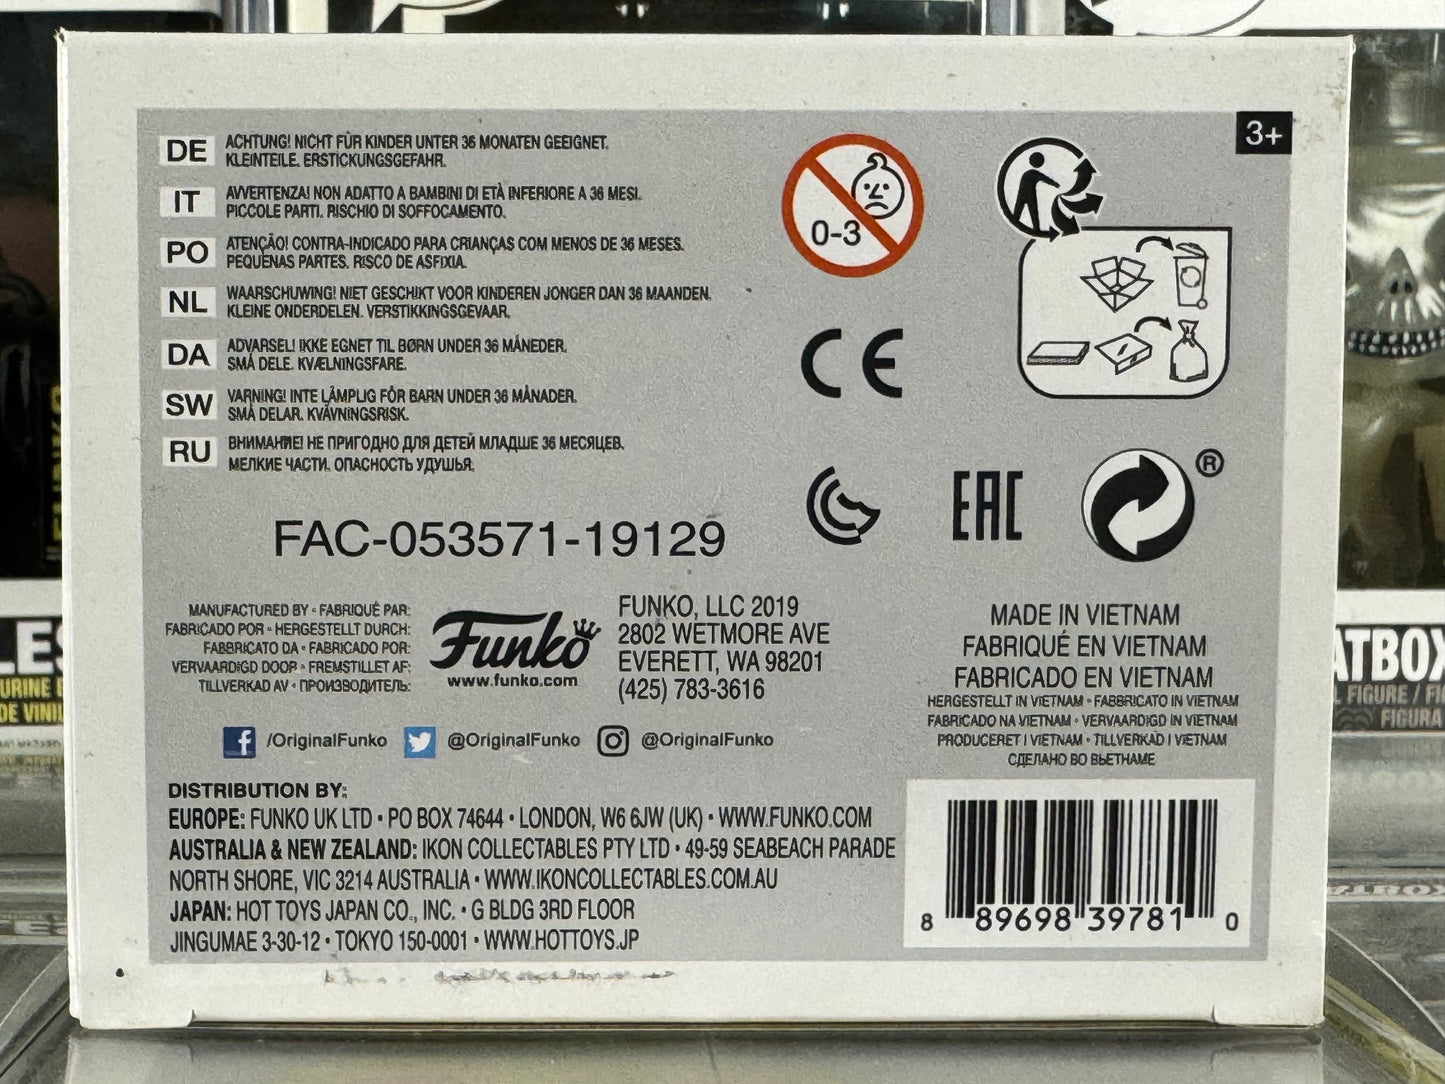 3+
DE ACHTUNG! NICHT FÜR KINDER UNTER 36 MONATEN GEEIGNET.
KLEINTEILE. ERSTICKUNGSGEFAHR.
IT AVVERTENZA! NON ADATTO A BAMBINI DI ETÀ INFERIORE A 36 MESI.
PICCOLE PARTI. RISCHIO DI SOFFOCAMENTO.
PO ATENÇÃO! CONTRA-INDICADO PARA CRIANÇAS COM MENOS DE 36 MESES.
PEQUENAS PARTES. RISCO DE ASFIXIA.
NL WAARSCHUWING! NIET GESCHIKT VOOR KINDEREN JONGER DAN 36 MAANDEN.
KLEINE ONDERDELEN. VERSTIKKINGSGEVAAR.
DA ADVARSEL! IKKE EGNET TIL BØRN UNDER 36 MÅNEDER.
SMÅ DELE. KVÆLNINGSFARE.
SW VARNING! INTE LÄMPLIG FÖR BARN UNDER 36 MÅNADER.
SMÅ DELAR. KVÄVNINGSRISK.
RU ВНИМАНИЕ! НЕ ПРИГОДНО ДЛЯ ДЕТЕЙ МЛАДШЕ 36 МЕСЯЦЕВ.
МЕЛКИЕ ЧАСТИ. ОПАСНОСТЬ УДУШЬЯ.
0-3
CE
EAC
®
FAC-053571-19129
MANUFACTURED BY • FABRIQUÉ PAR:
FABRICADO POR • HERGESTELLT DURCH:
FABBRICATO DA • FABRICADO POR:
VERVAARDIGD DOOR • FREMSTILLET AF:
TILLVERKAD AV • ПРОИЗВОДИТЕЛЬ:
Funko
www.funko.com
FUNKO, LLC 2019
2802 WETMORE AVE
EVERETT, WA 98201
(425) 783-3616
MADE IN VIETNAM
FABRIQUÉ EN VIETNAM
FABRICADO EN VIETNAM
HERGESTELLT IN VIETNAM • FABBRICATO IN VIETNAM
FABRICADO NA VIETNAM • VERVAARDIGD IN VIETNAM
PRODUCERET I VIETNAM • TILLVERKAD I VIETNAM
СДЕЛАНО ВО ВЬЕТНАМЕ
/OriginalFunko @OriginalFunko @OriginalFunko
DISTRIBUTION BY:
EUROPE: FUNKO UK LTD • PO BOX 74644 • LONDON, W6 6JW (UK) • WWW.FUNKO.COM
AUSTRALIA & NEW ZEALAND: IKON COLLECTABLES PTY LTD • 49-59 SEABEACH PARADE
NORTH SHORE, VIC 3214 AUSTRALIA • WWW.IKONCOLLECTABLES.COM.AU
JAPAN: HOT TOYS JAPAN CO., INC. • G BLDG 3RD FLOOR
JINGUMAE 3-30-12 • TOKYO 150-0001 • WWW.HOTTOYS.JP
8 89698 39781 0
ATBOX
FIGURE / FI
FIGURA
LES
URINE
DE VINI